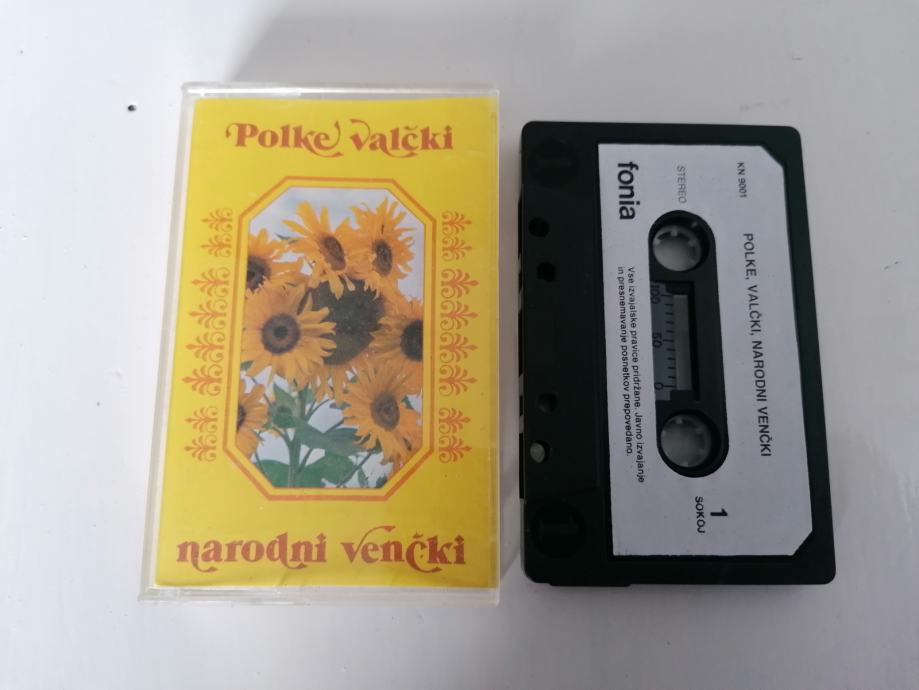 Polke valčki
narodni venčki
KN 9001
POLKE, VALČKI, NARODNI VENČKI
STEREO
fonia
100 50 0
Vse izvajalske pravice pridržane. Javno izvajanje
in presnemavanje posnetkov prepovedano.
1
SOKOJ
1